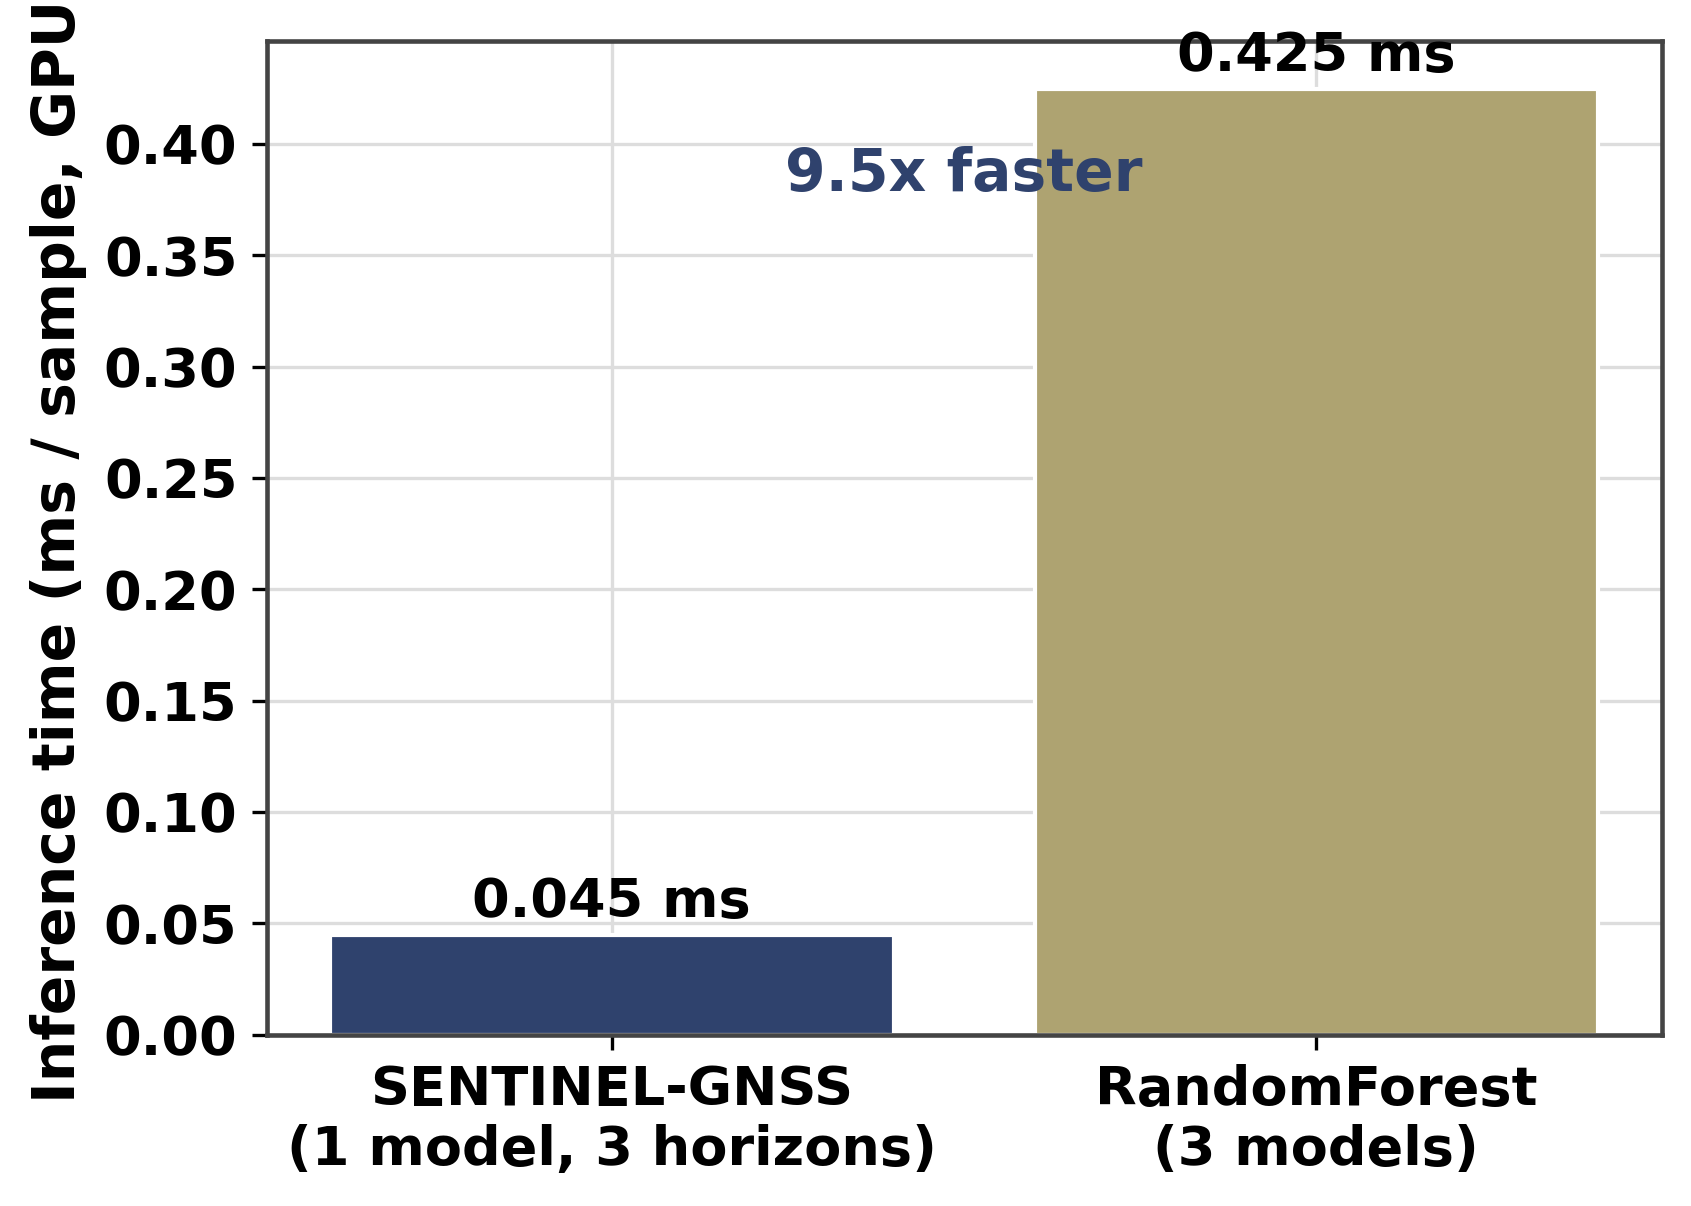 Inference time (ms / sample, GPU
0.425 ms
9.5x faster
0.40
0.35
0.30
0.25
0.20
0.15
0.10
0.05
0.00
0.045 ms
SENTINEL-GNSS
(1 model, 3 horizons)
RandomForest
(3 models)